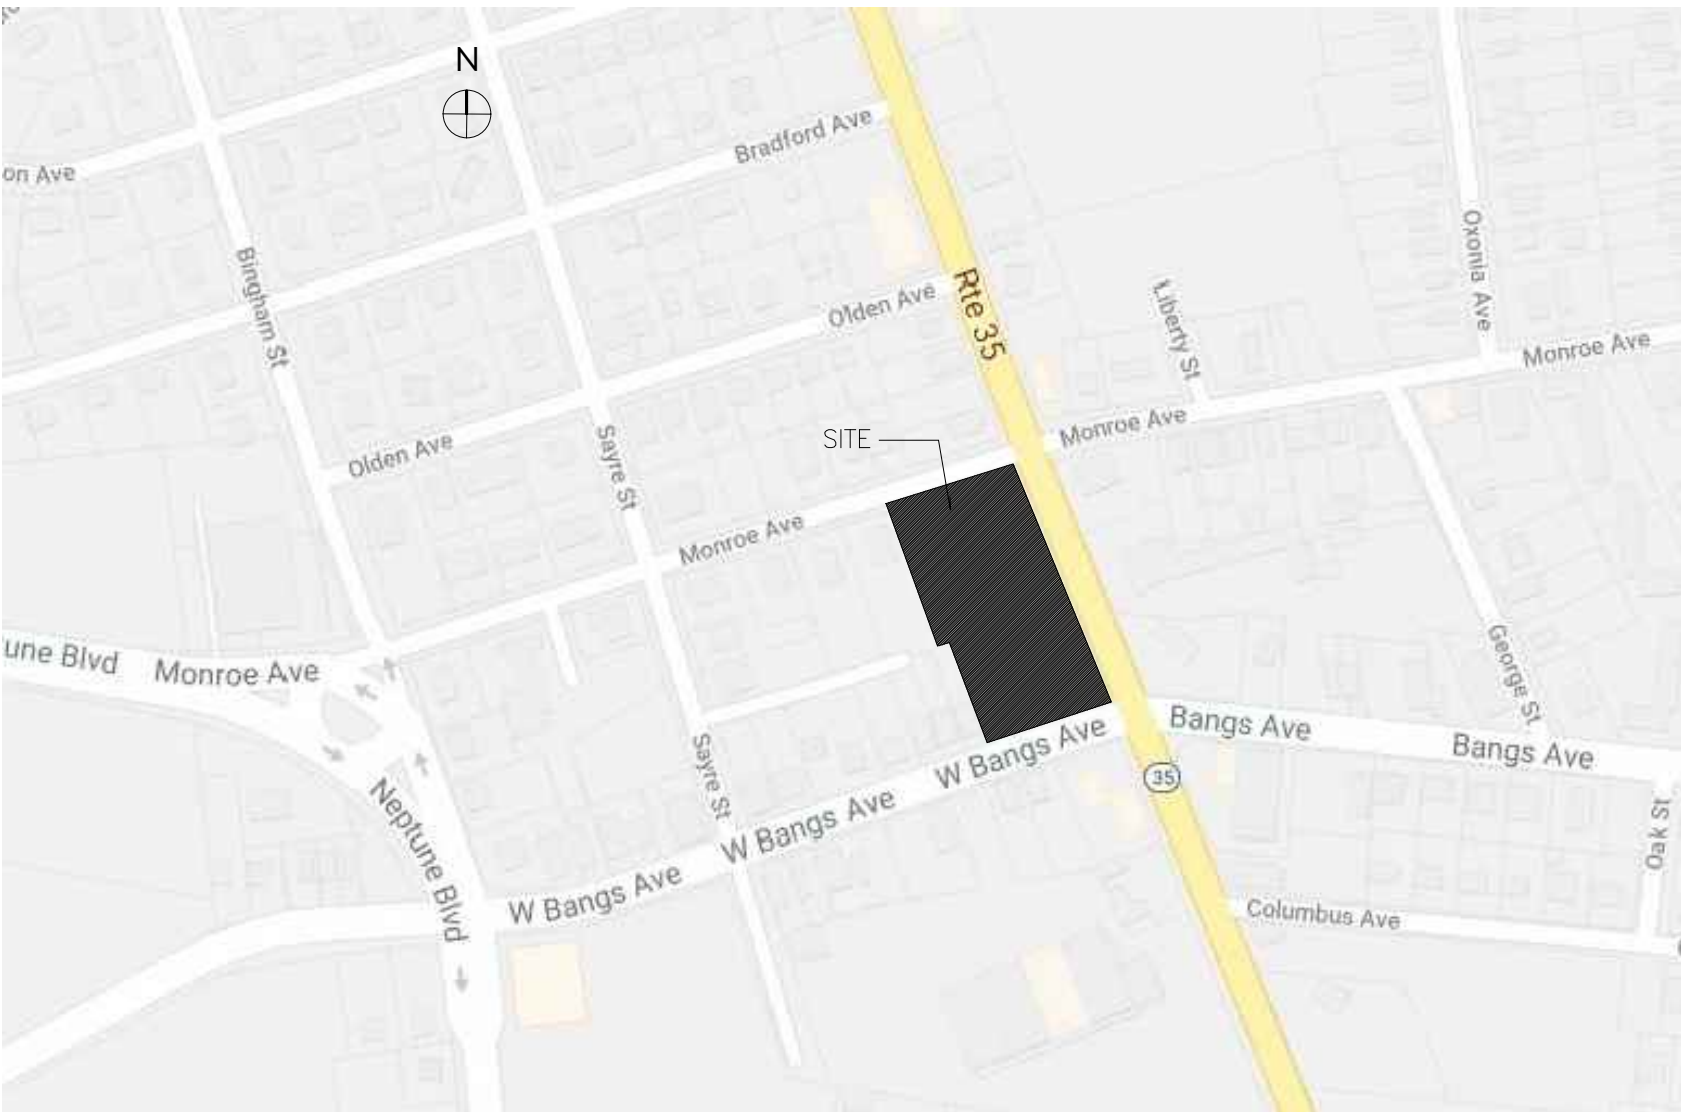 N
Bradford Ave
on Ave
Oxonia Ave
Bingham St
Rte 35
Liberty St
Olden Ave
Monroe Ave
Monroe Ave
SITE
Olden Ave
Sayre St
Monroe Ave
une Blvd
Monroe Ave
George St
Bangs Ave
Bangs Ave
W Bangs Ave
Sayre St
35
Neptune Blvd
W Bangs Ave
Oak St
W Bangs Ave
Columbus Ave